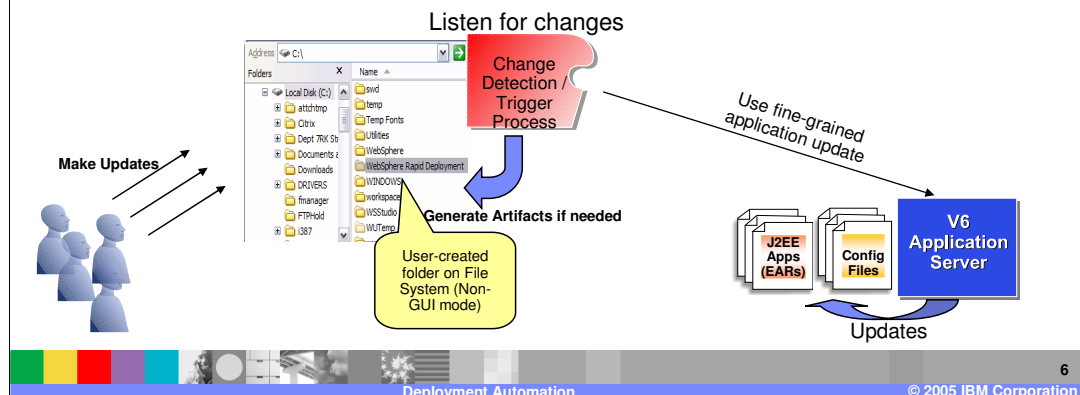 Listen for changes
Address C:\
Folders X Name
Local Disk (C:)
attchtmp
Citrix
Dept 7RK St
Documents a
Downloads
DRIVERS
fmanager
FTPHold
i387
swd
temp
Temp Fonts
Utilities
WebSphere
WebSphere Rapid Deployment
WINDOWS
workspace
WSStudio
WUTemp
Change
Detection /
Trigger
Process
Make Updates
Generate Artifacts if needed
User-created
folder on File
System (Non-
GUI mode)
Use fine-grained
application update
J2EE
Apps
(EARs)
Config
Files
V6
Application
Server
Updates
6
Deployment Automation
© 2005 IBM Corporation